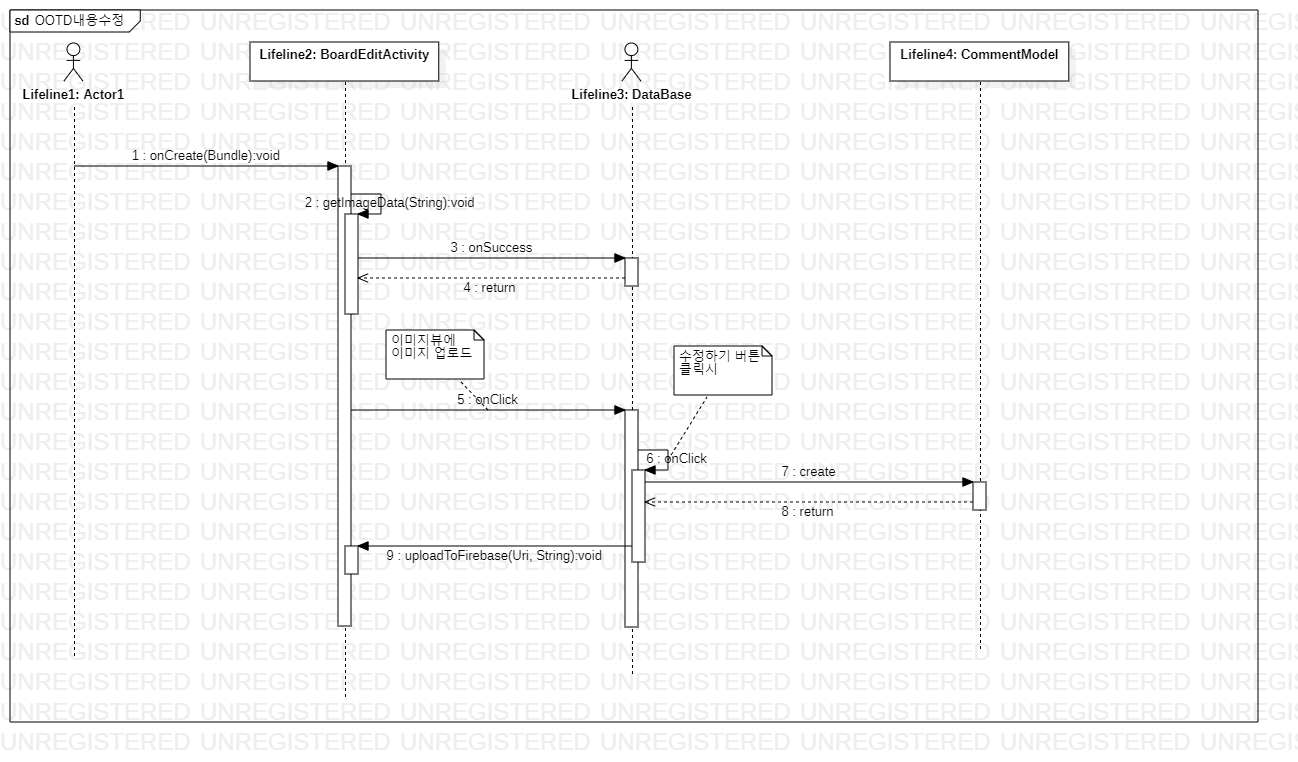 sd OOTD내용수정
Lifeline1: Actor1
Lifeline2: BoardEditActivity
Lifeline3: DataBase
Lifeline4: CommentModel
1 : onCreate(Bundle):void
2 : getImageData(String):void
3 : onSuccess
4 : return
이미지뷰에
이미지 업로드
수정하기 버튼
클릭시
5 : onClick
6 : onClick
7 : create
8 : return
9 : uploadToFirebase(Uri, String):void
UNREGISTERED